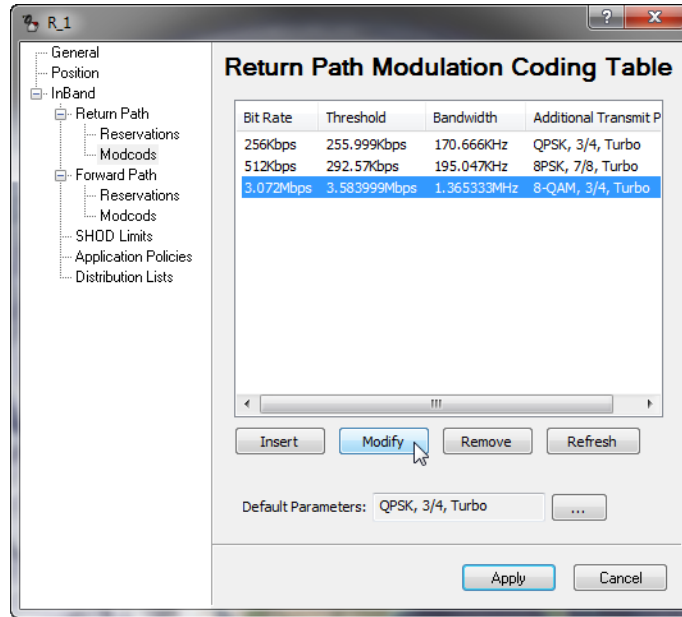 R_1
General
Position
InBand
Return Path
Reservations
Modcods
Forward Path
Reservations
Modcods
SHOD Limits
Application Policies
Distribution Lists
Return Path Modulation Coding Table
Bit Rate Threshold Bandwidth Additional Transmit P
256Kbps 255.999Kbps 170.666KHz QPSK, 3/4, Turbo
512Kbps 292.57Kbps 195.047KHz 8PSK, 7/8, Turbo
3.072Mbps 3.583999Mbps 1.365333MHz 8-QAM, 3/4, Turbo
Insert Modify Remove Refresh
Default Parameters: QPSK, 3/4, Turbo ...
Apply Cancel